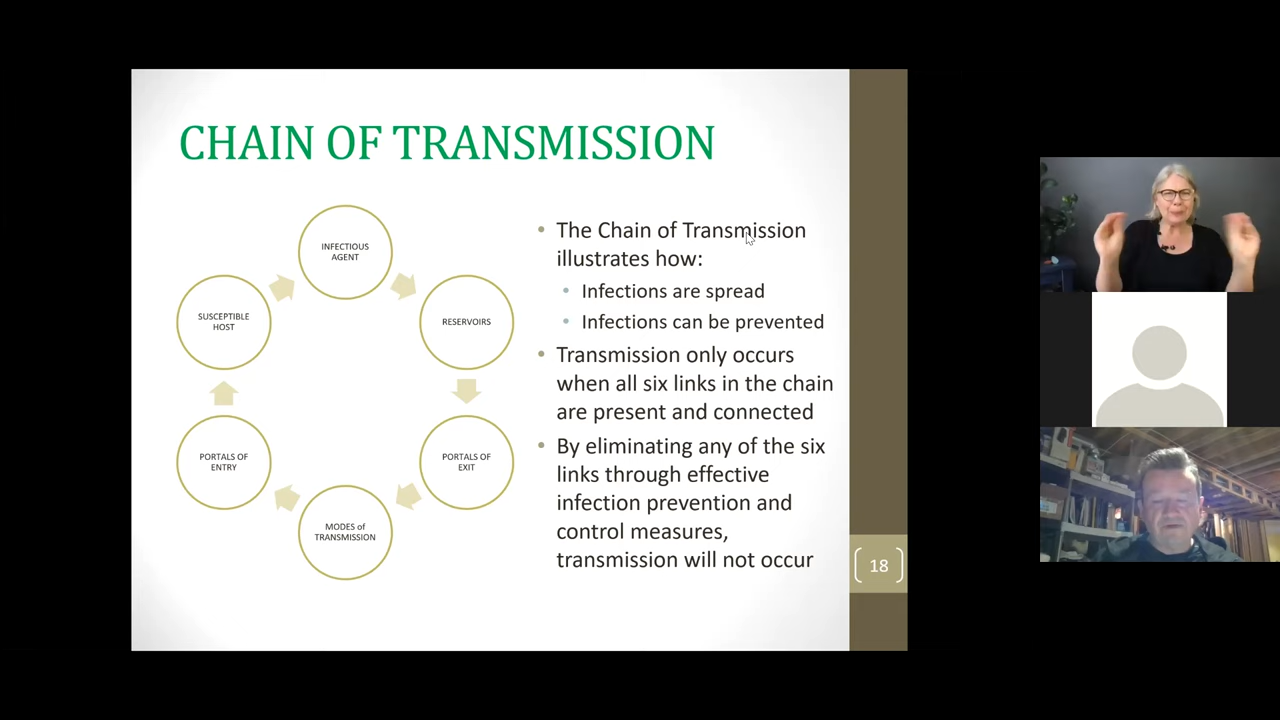 CHAIN OF TRANSMISSION
INFECTIOUS
AGENT
RESERVOIRS
PORTALS OF
EXIT
MODES of
TRANSMISSION
PORTALS OF
ENTRY
SUSCEPTIBLE
HOST
• The Chain of Transmission
illustrates how:
• Infections are spread
• Infections can be prevented
• Transmission only occurs
when all six links in the chain
are present and connected
• By eliminating any of the six
links through effective
infection prevention and
control measures,
transmission will not occur
18